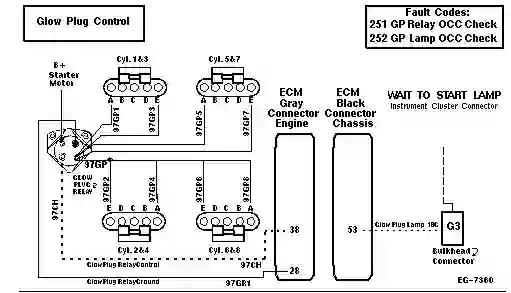 Glow Plug Control
Fault Codes:
251 GP Relay OCC Check
252 GP Lamp OCC Check
Cyl. 1&3
Cyl. 5&7
B+
Starter
Motor
A B C D E
A B C D E
97GP1
97GP3
97GP5
97GP7
97GP
GLOW
PLUG
RELAY
97GP2
97GP4
97GP6
97GP8
E D C B A
E D C B A
Cyl. 2&4
Cyl. 6&8
97CH
97CH
Glow Plug Relay Control
Glow Plug Relay Ground
97GR1
ECM
Gray
Connector
Engine
38
28
ECM
Black
Connector
Chassis
53
WAIT TO START LAMP
Instrument Cluster Connector
Glow Plug Lamp 18C
G3
Bulkhead
Connector
EG-7360